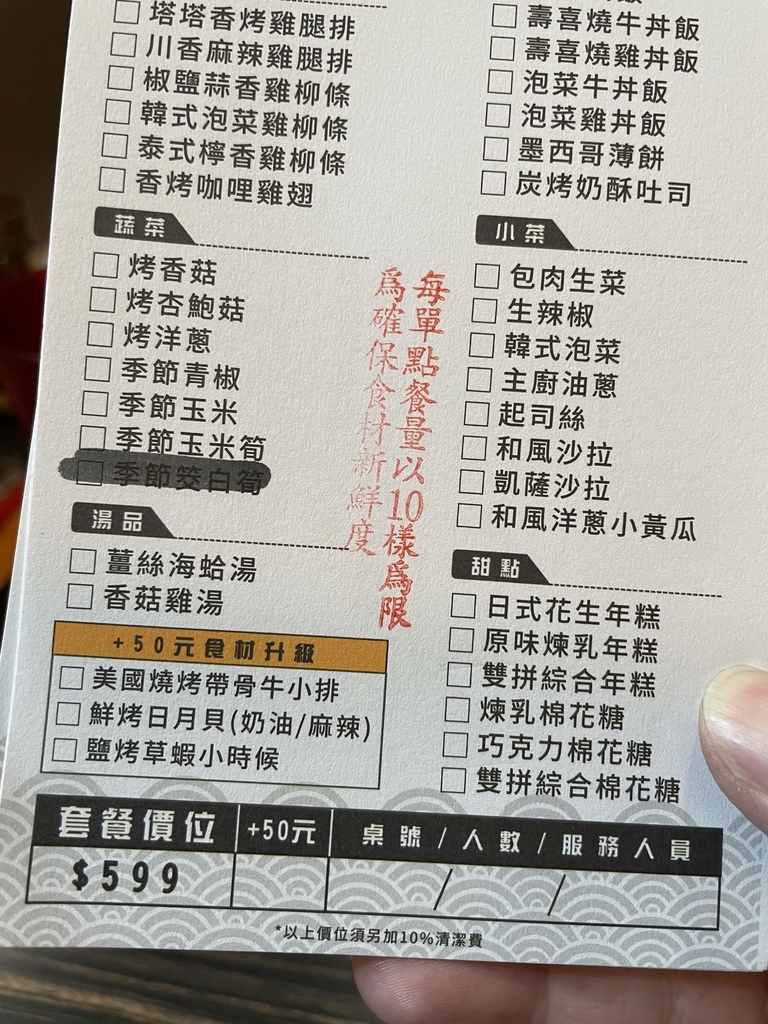 塔塔香烤雞腿排
川香麻辣雞腿排
椒鹽蒜香雞柳條
韓式泡菜雞柳條
泰式檸香雞柳條
香烤咖哩雞翅
蔬菜
烤香菇
烤杏鮑菇
烤洋蔥
季節青椒
季節玉米
季節玉米筍
季節筊白筍
湯品
薑絲海蛤湯
香菇雞湯
+50元食材升級
美國燒烤帶骨牛小排
鮮烤日月貝(奶油/麻辣)
鹽烤草蝦小時候
每單點餐量以10樣為限
為確保食材新鮮度
壽喜燒牛丼飯
壽喜燒雞丼飯
泡菜牛丼飯
泡菜雞丼飯
墨西哥薄餅
炭烤奶酥吐司
小菜
包肉生菜
生辣椒
韓式泡菜
主廚油蔥
起司絲
和風沙拉
凱薩沙拉
和風洋蔥小黃瓜
甜點
日式花生年糕
原味煉乳年糕
雙拼綜合年糕
煉乳棉花糖
巧克力棉花糖
雙拼綜合棉花糖
套餐價位 +50元 桌號/人數/服務人員
$599 / /
*以上價位須另加10%清潔費